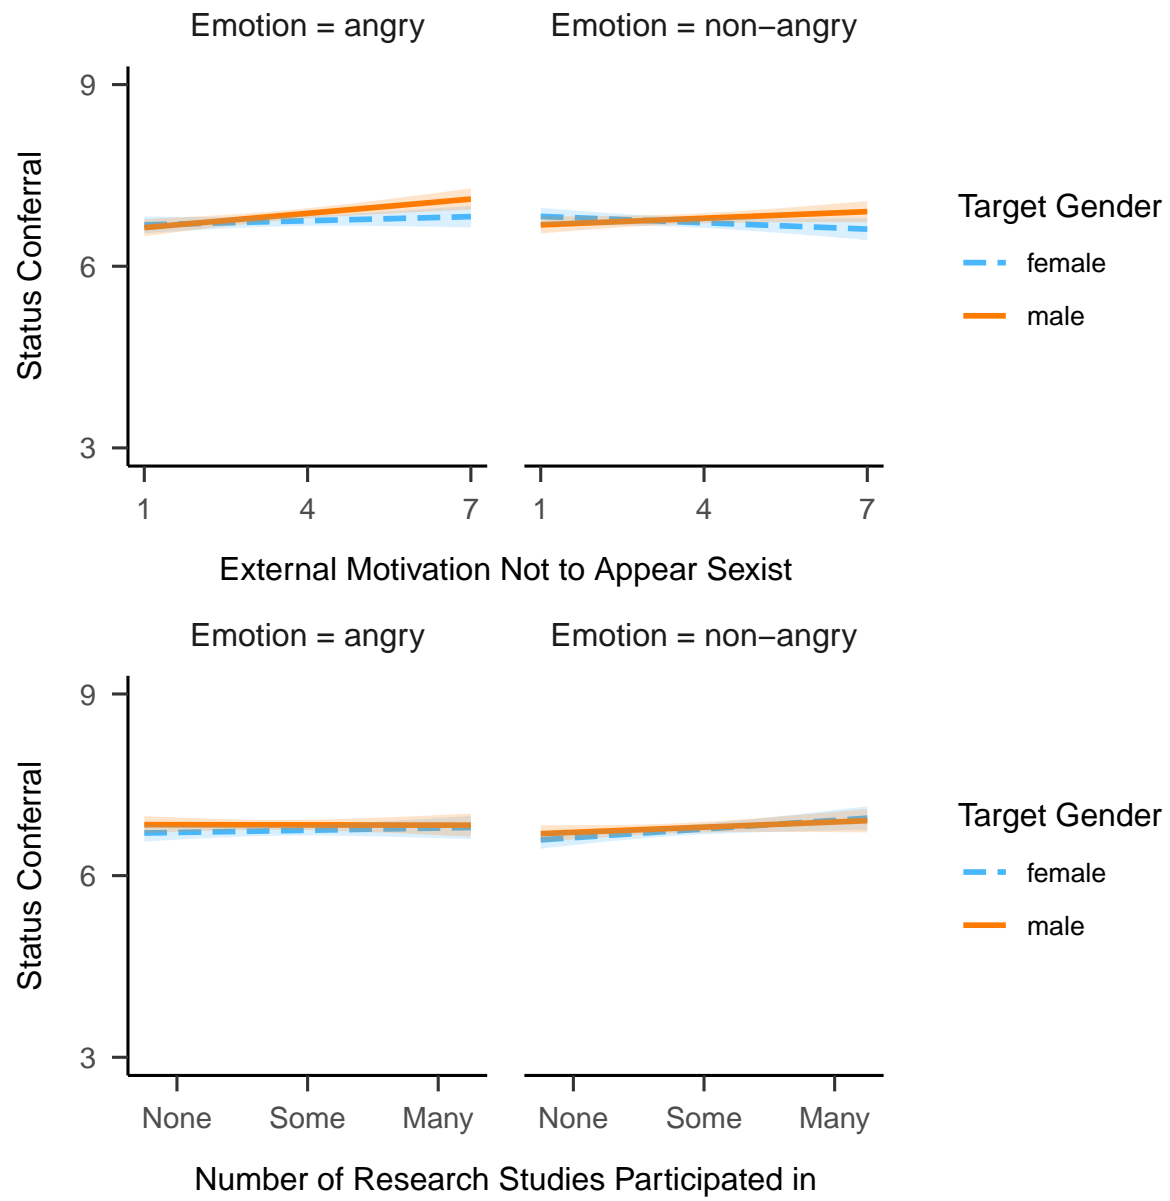 Emotion = angry
Emotion = non−angry
9
6
3
Status Conferral
1
4
7
1
4
7
External Motivation Not to Appear Sexist
Target Gender
female
male
Emotion = angry
Emotion = non−angry
9
6
3
Status Conferral
None
Some
Many
None
Some
Many
Number of Research Studies Participated in
Target Gender
female
male